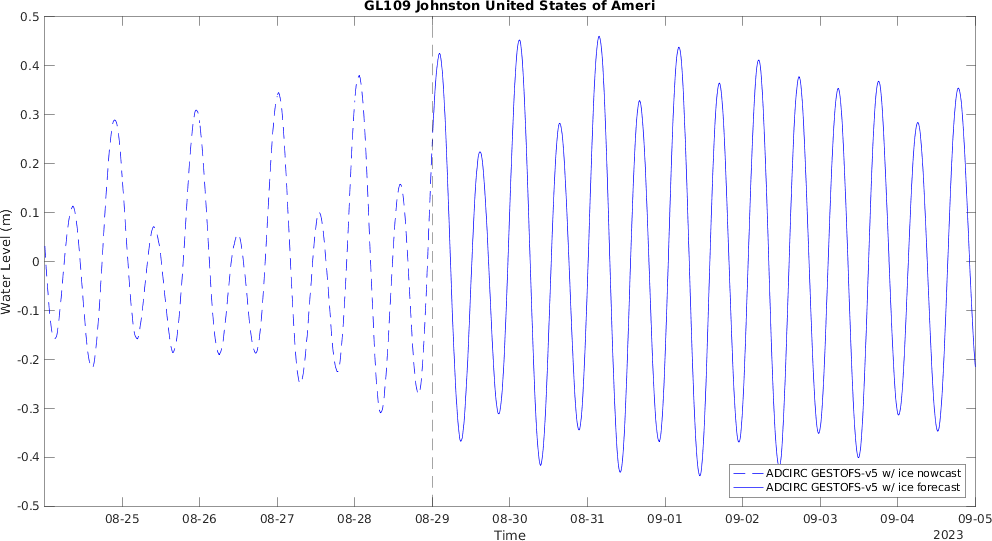 GL109 Johnston United States of Ameri
Water Level (m)
0.5
0.4
0.3
0.2
0.1
0
-0.1
-0.2
-0.3
-0.4
-0.5
ADCIRC GESTOFS-v5 w/ ice nowcast
ADCIRC GESTOFS-v5 w/ ice forecast
08-25 08-26 08-27 08-28 08-29 08-30 08-31 09-01 09-02 09-03 09-04 09-05
Time
2023